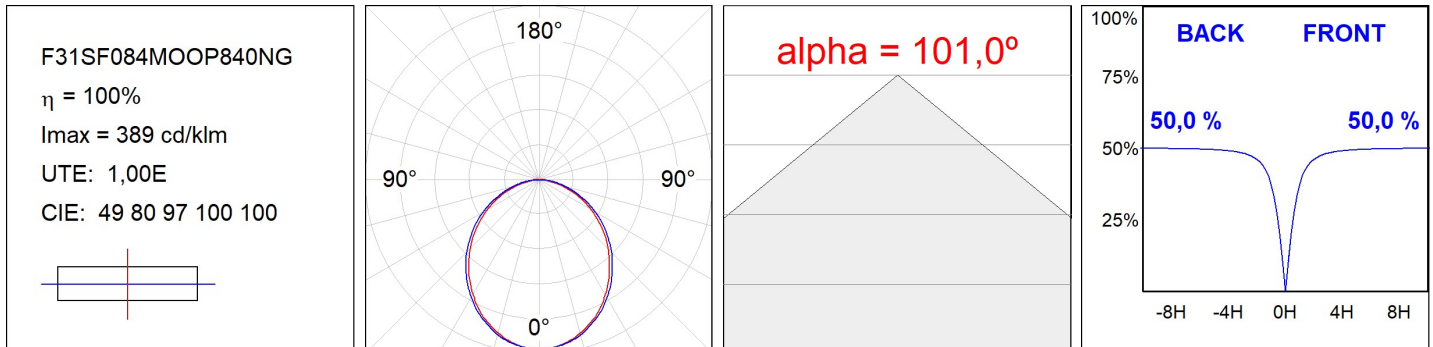 F31SF084MOOP840NG
η = 100%
Imax = 389 cd/klm
UTE: 1,00E
CIE: 49 80 97 100 100
180°
90° 90°
0°
alpha = 101,0º
100%
BACK FRONT
75%
50,0 % 50,0 %
50%
25%
-8H -4H 0H 4H 8H